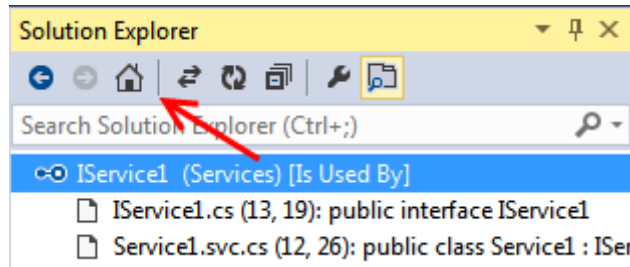 Solution Explorer
Search Solution Explorer (Ctrl+;)
IService1 (Services) [Is Used By]
IService1.cs (13, 19): public interface IService1
Service1.svc.cs (12, 26): public class Service1 : ISer